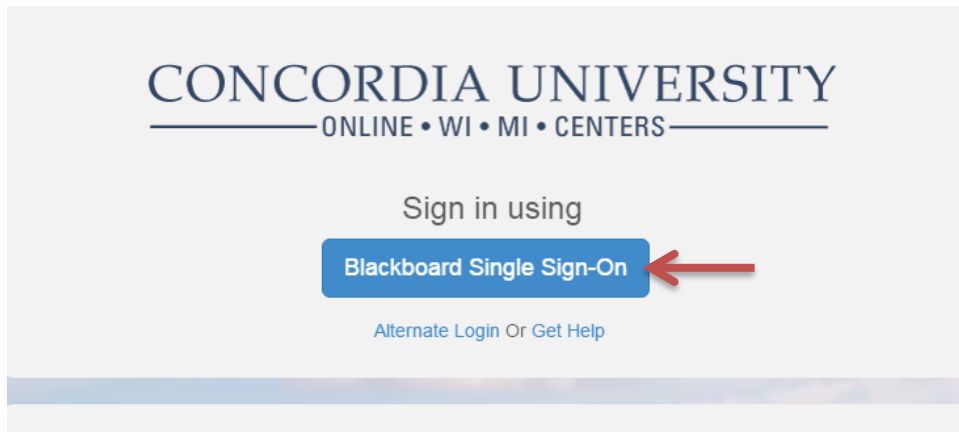 CONCORDIA UNIVERSITY
ONLINE • WI • MI • CENTERS
Sign in using
Blackboard Single Sign-On
Alternate Login Or Get Help